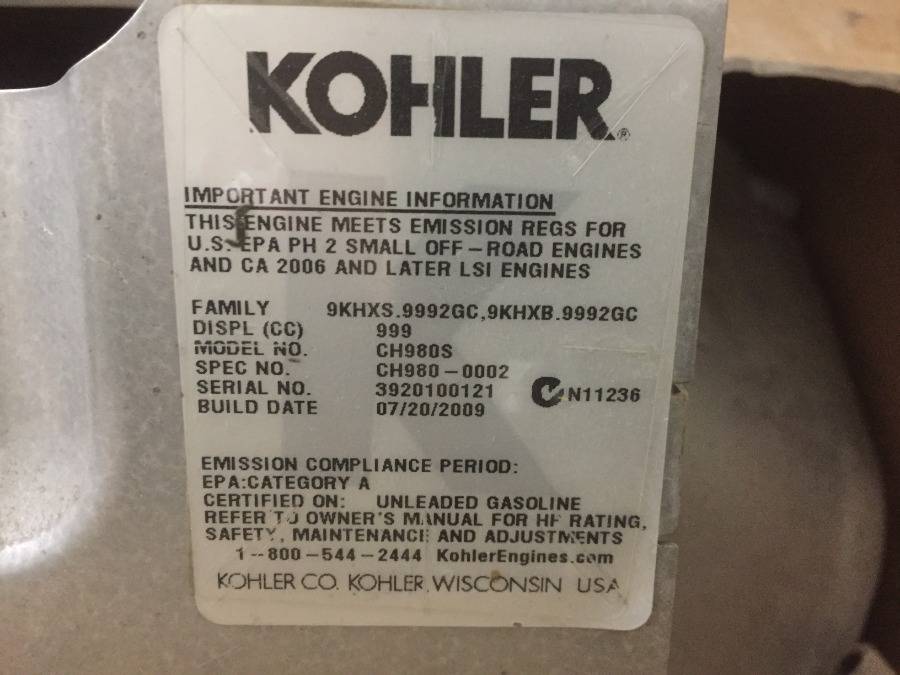 KOHLER®
IMPORTANT ENGINE INFORMATION
THIS ENGINE MEETS EMISSION REGS FOR
U.S. EPA PH 2 SMALL OFF-ROAD ENGINES
AND CA 2006 AND LATER LSI ENGINES
FAMILY 9KHXS.9992GC,9KHXB.9992GC
DISPL (CC) 999
MODEL NO. CH980S
SPEC NO. CH980-0002
SERIAL NO. 3920100121 N11236
BUILD DATE 07/20/2009
EMISSION COMPLIANCE PERIOD:
EPA:CATEGORY A
CERTIFIED ON: UNLEADED GASOLINE
REFER TO OWNER'S MANUAL FOR HP RATING,
SAFETY, MAINTENANCE AND ADJUSTMENTS
1-800-544-2444 KohlerEngines.com
KOHLER CO. KOHLER, WISCONSIN USA